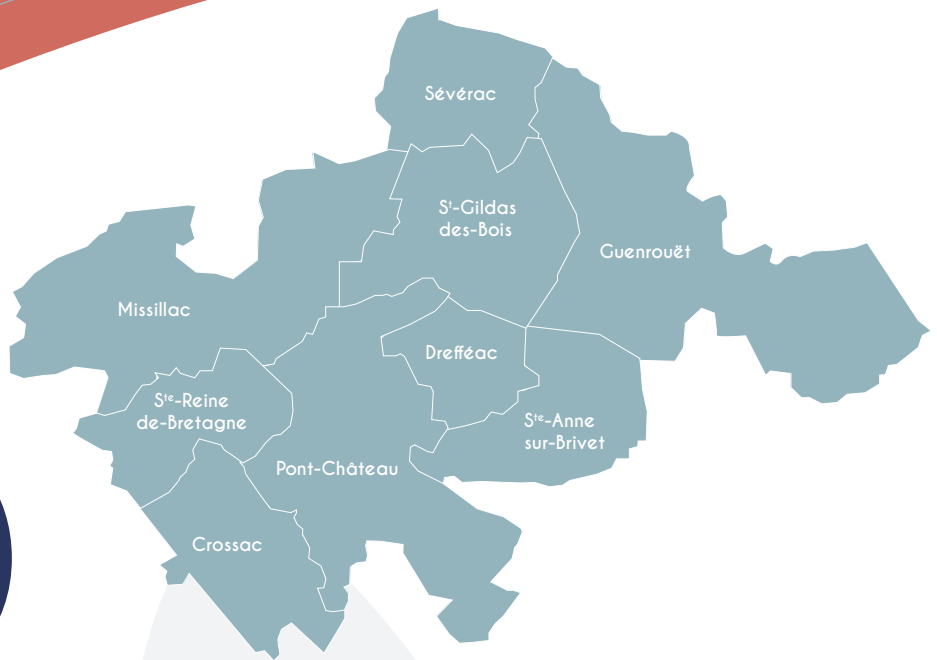 Sévérac
Sᵗ-Gildas
des-Bois
Guenrouët
Missillac
Drefféac
Sᵗᵉ-Reine
de-Bretagne
Sᵗᵉ-Anne
sur-Brivet
Pont-Château
Crossac